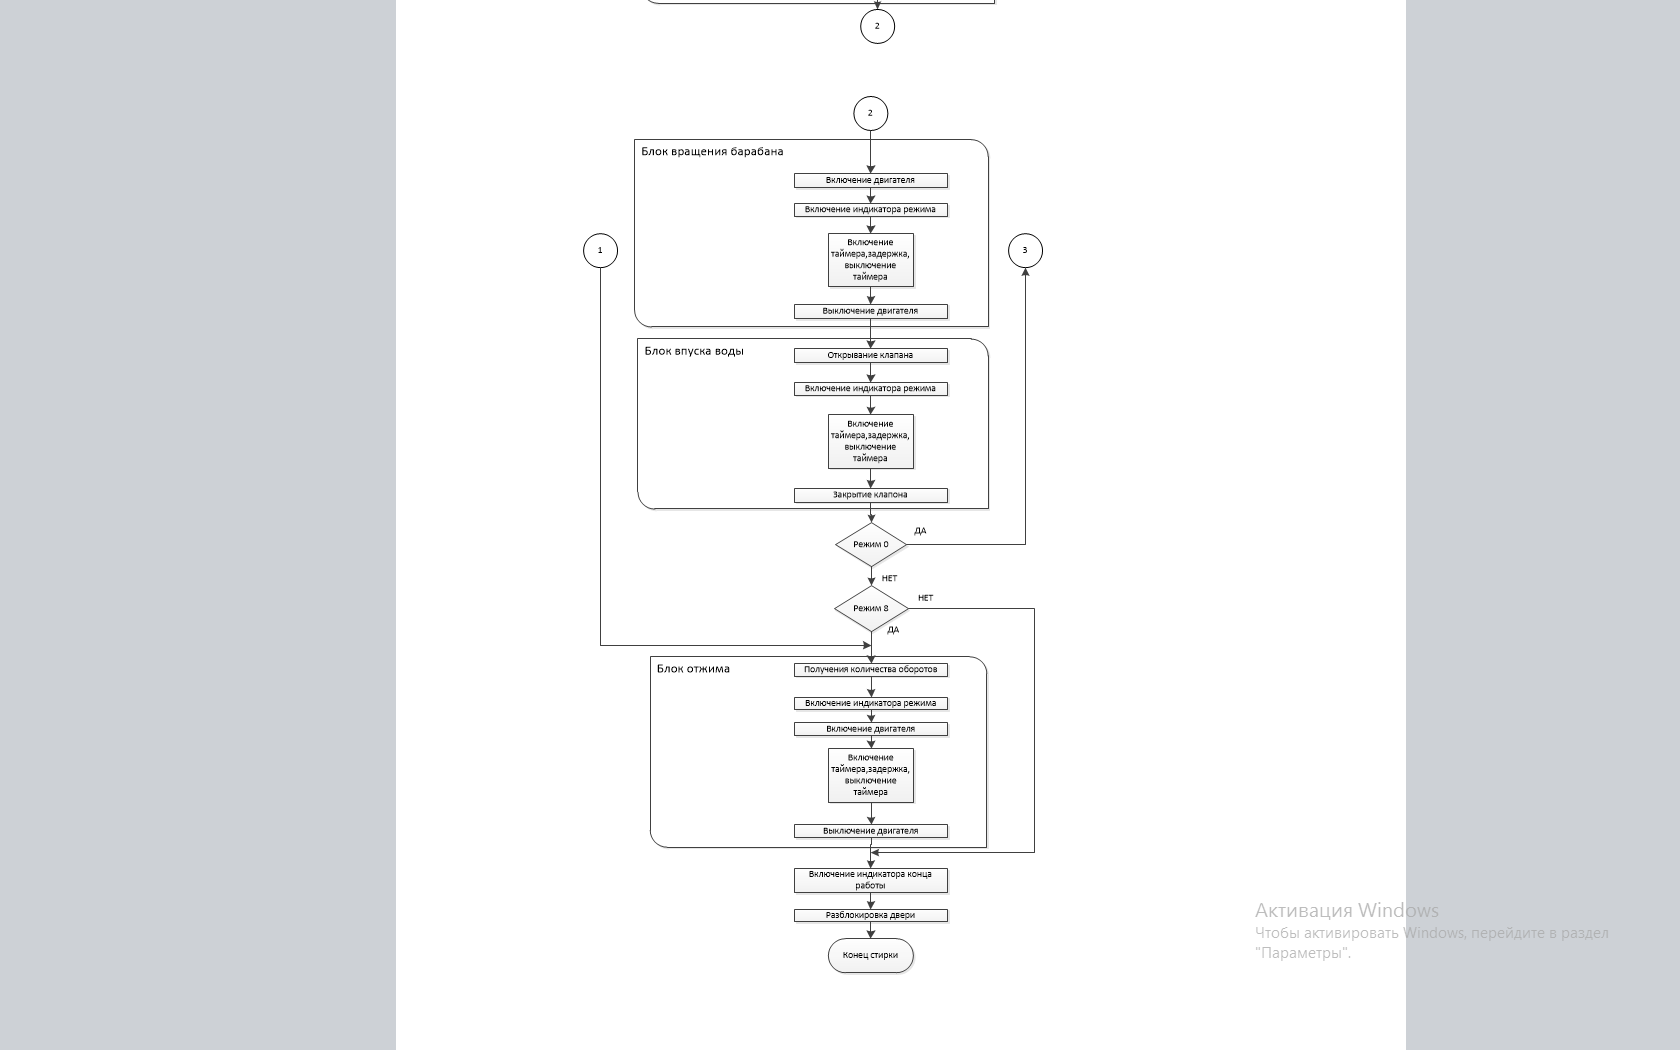 2
2
Блок вращения барабана
Включение двигателя
Включение индикатора режима
1
Включение
таймера,задержка,
выключение
таймера
3
Выключение двигателя
Блок впуска воды
Открывание клапана
Включение индикатора режима
Включение
таймера,задержка,
выключение
таймера
Закрытие клапона
ДА
Режим 0
НЕТ
НЕТ
Режим 8
ДА
Блок отжима
Получения количества оборотов
Включение индикатора режима
Включение двигателя
Включение
таймера,задержка,
выключение
таймера
Выключение двигателя
Включение индикатора конца
работы
Разблокировка двери
Конец стирки
Активация Windows
Чтобы активировать Windows, перейдите в раздел
"Параметры".